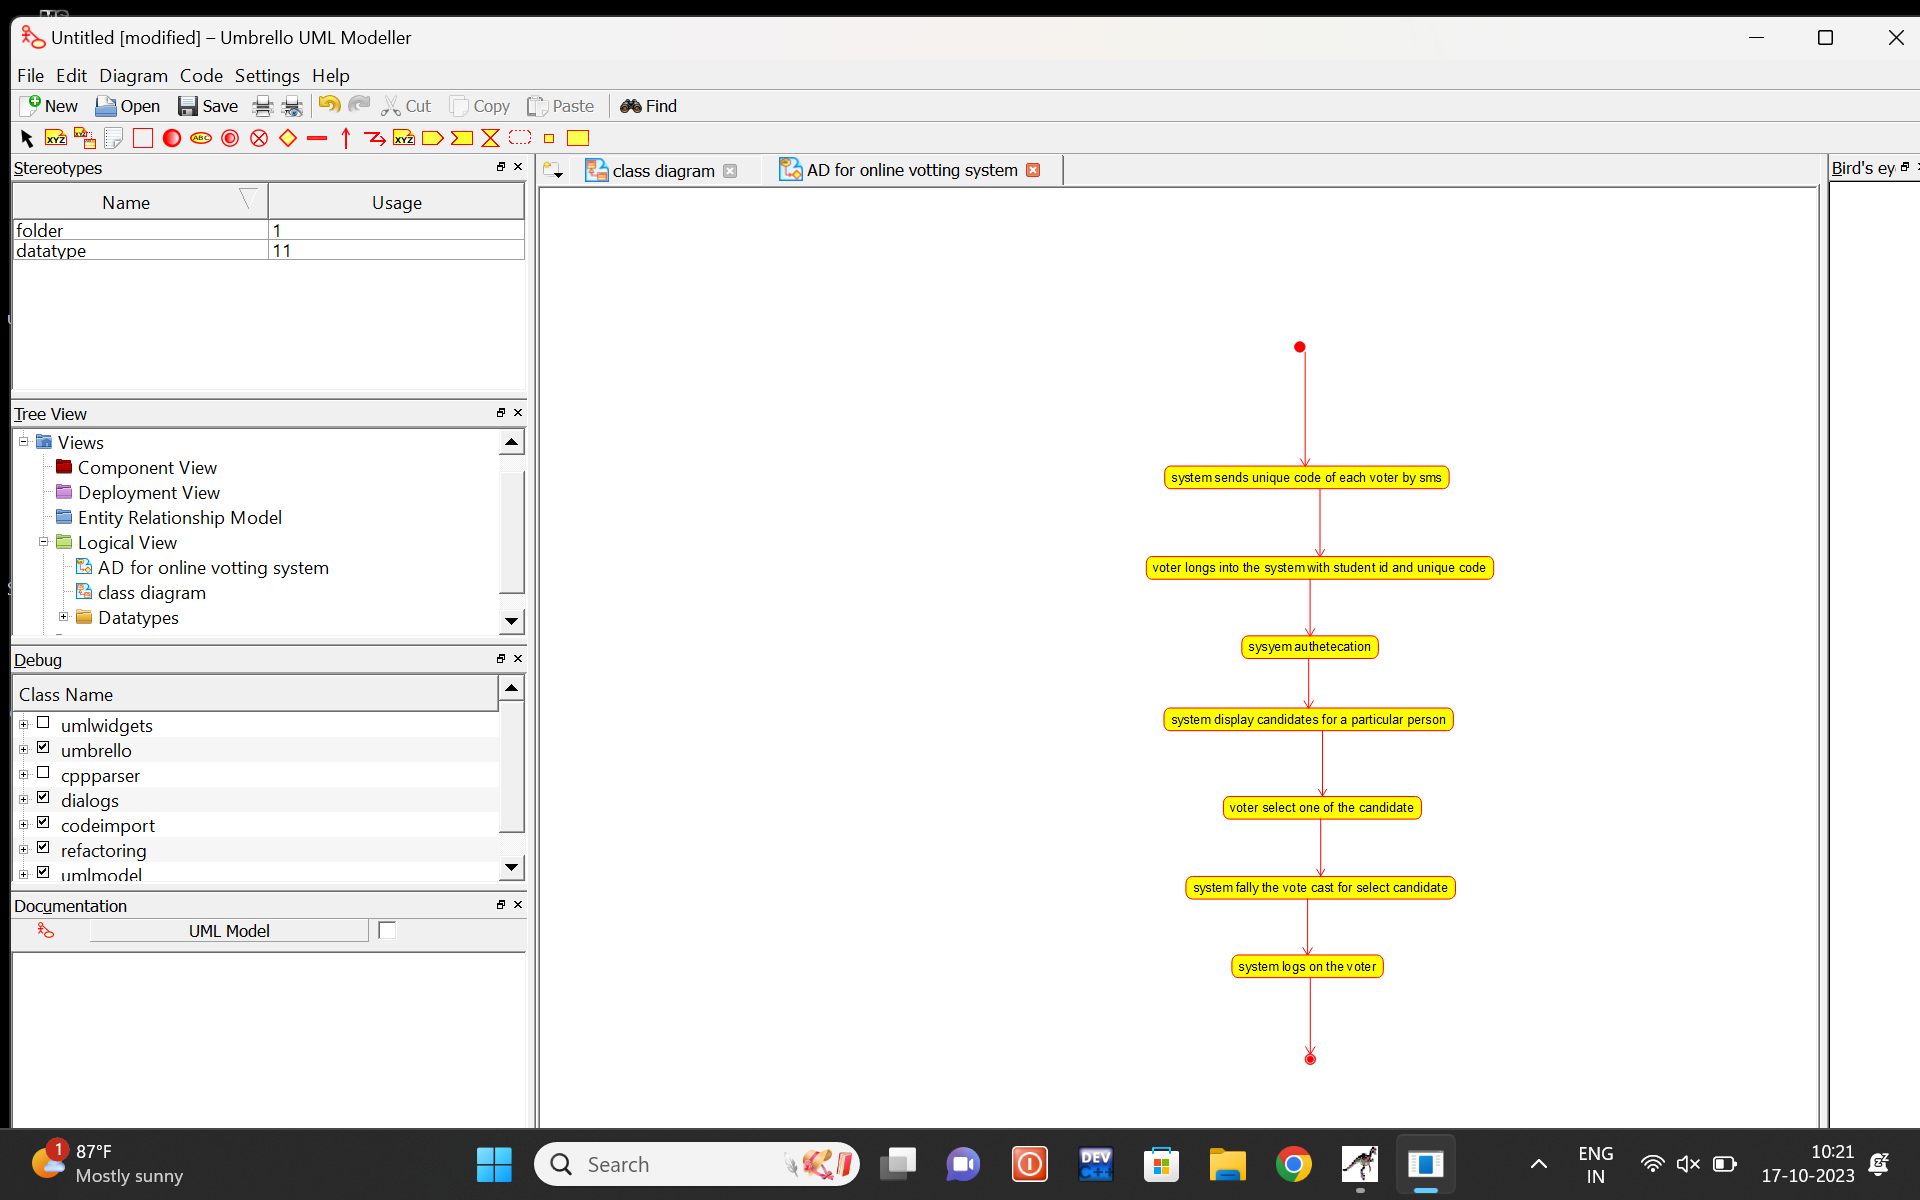 Untitled [modified] – Umbrello UML Modeller
File Edit Diagram Code Settings Help
New Open Save Cut Copy Paste Find
Stereotypes
Name Usage
folder 1
datatype 11
Tree View
Views
Component View
Deployment View
Entity Relationship Model
Logical View
AD for online votting system
class diagram
Datatypes
Debug
Class Name
umlwidgets
umbrello
cppparser
dialogs
codeimport
refactoring
umlmodel
Documentation
UML Model
class diagram AD for online votting system
Bird's ey
system sends unique code of each voter by sms
voter longs into the system with student id and unique code
sysyem authetecation
system display candidates for a particular person
voter select one of the candidate
system fally the vote cast for select candidate
system logs on the voter
1
87°F
Mostly sunny
Search
DEV
C++
ENG
IN
10:21
17-10-2023